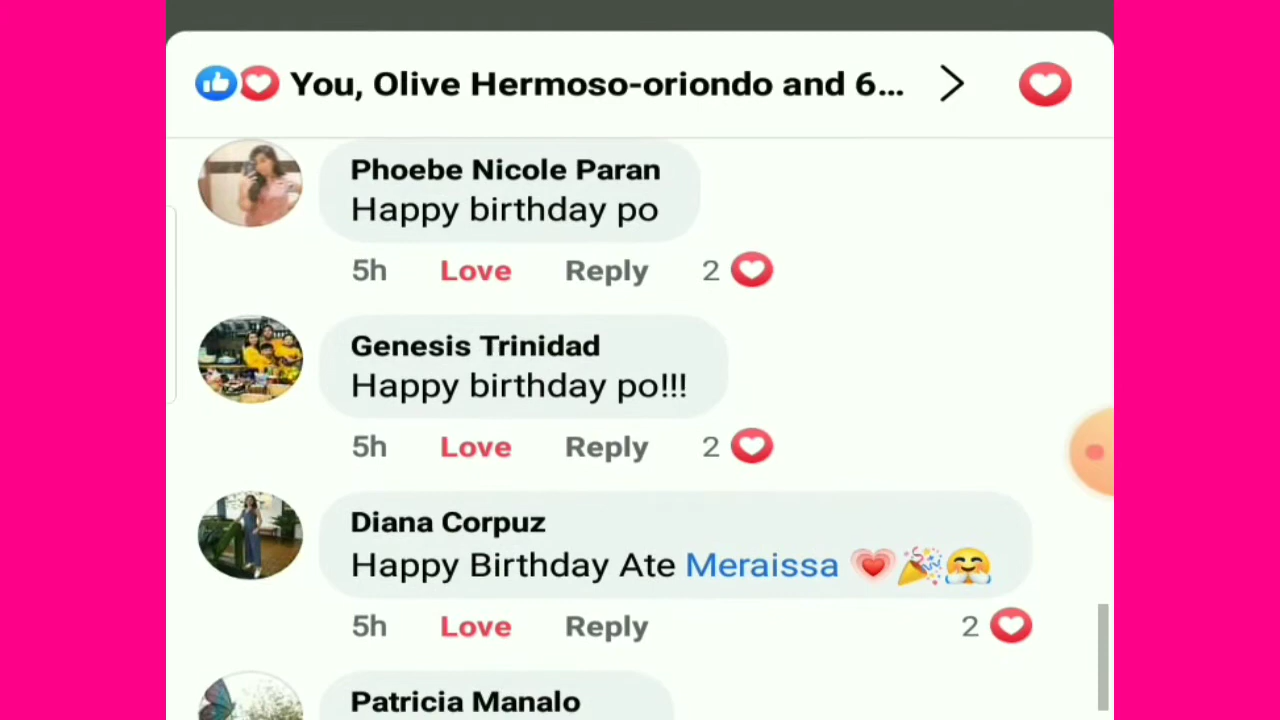 You, Olive Hermoso-oriondo and 6...
Phoebe Nicole Paran
Happy birthday po
5h Love Reply 2
Genesis Trinidad
Happy birthday po!!!
5h Love Reply 2
Diana Corpuz
Happy Birthday Ate Meraissa 💗🎉🤗
5h Love Reply 2
Patricia Manalo